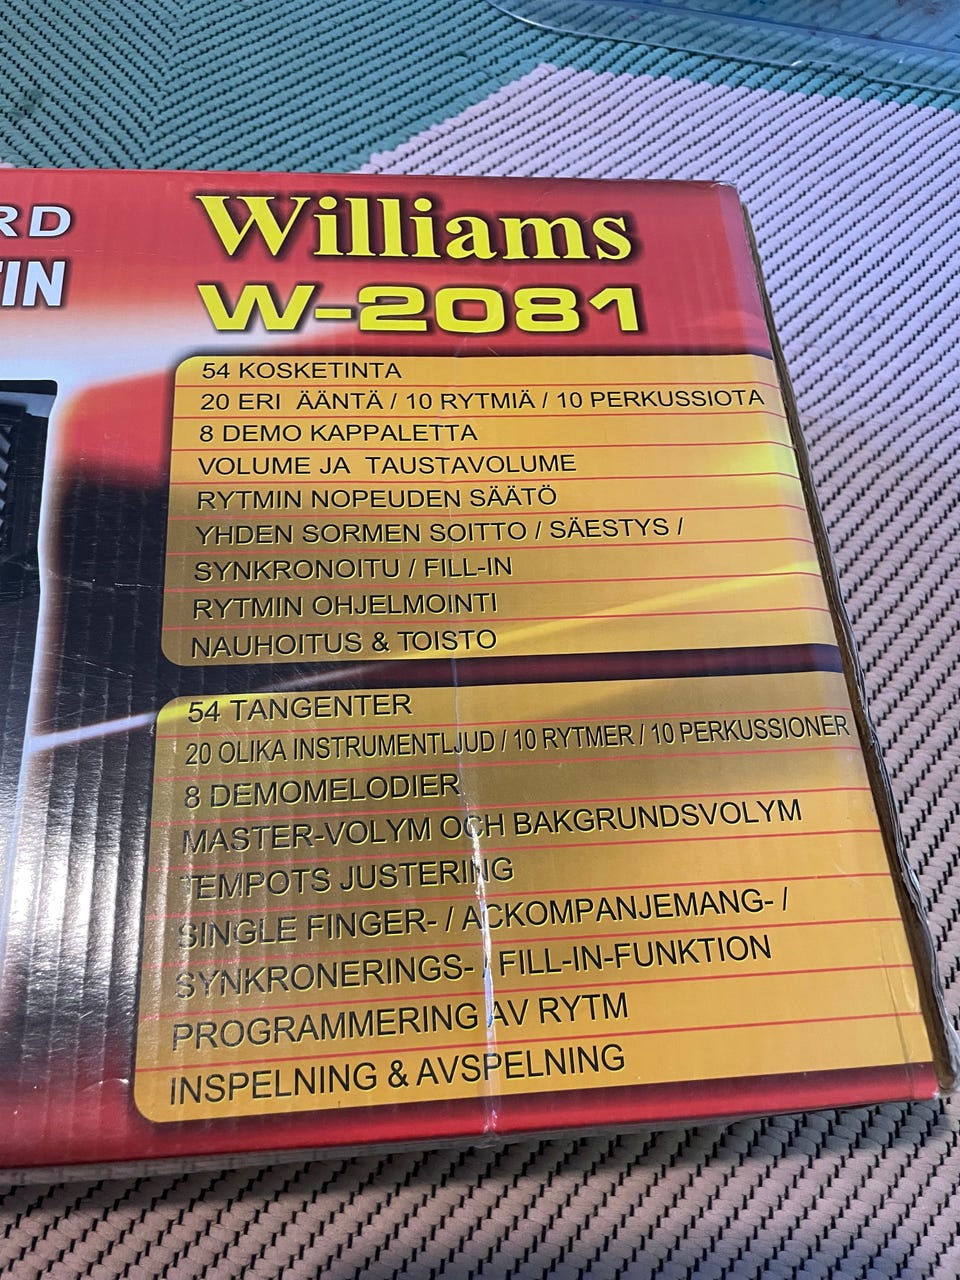 RD
IN
Williams
W-2081
54 KOSKETINTA
20 ERI ÄÄNTÄ / 10 RYTMIÄ / 10 PERKUSSIOTA
8 DEMO KAPPALETTA
VOLUME JA TAUSTAVOLUME
RYTMIN NOPEUDEN SÄÄTÖ
YHDEN SORMEN SOITTO / SÄESTYS /
SYNKRONOITU / FILL-IN
RYTMIN OHJELMOINTI
NAUHOITUS & TOISTO
54 TANGENTER
20 OLIKA INSTRUMENTLJUD / 10 RYTMER / 10 PERKUSSIONER
8 DEMOMELODIER
MASTER-VOLYM OCH BAKGRUNDSVOLYM
TEMPOTS JUSTERING
SINGLE FINGER- / ACKOMPANJEMANG- /
SYNKRONERINGS- / FILL-IN-FUNKTION
PROGRAMMERING AV RYTM
INSPELNING & AVSPELNING